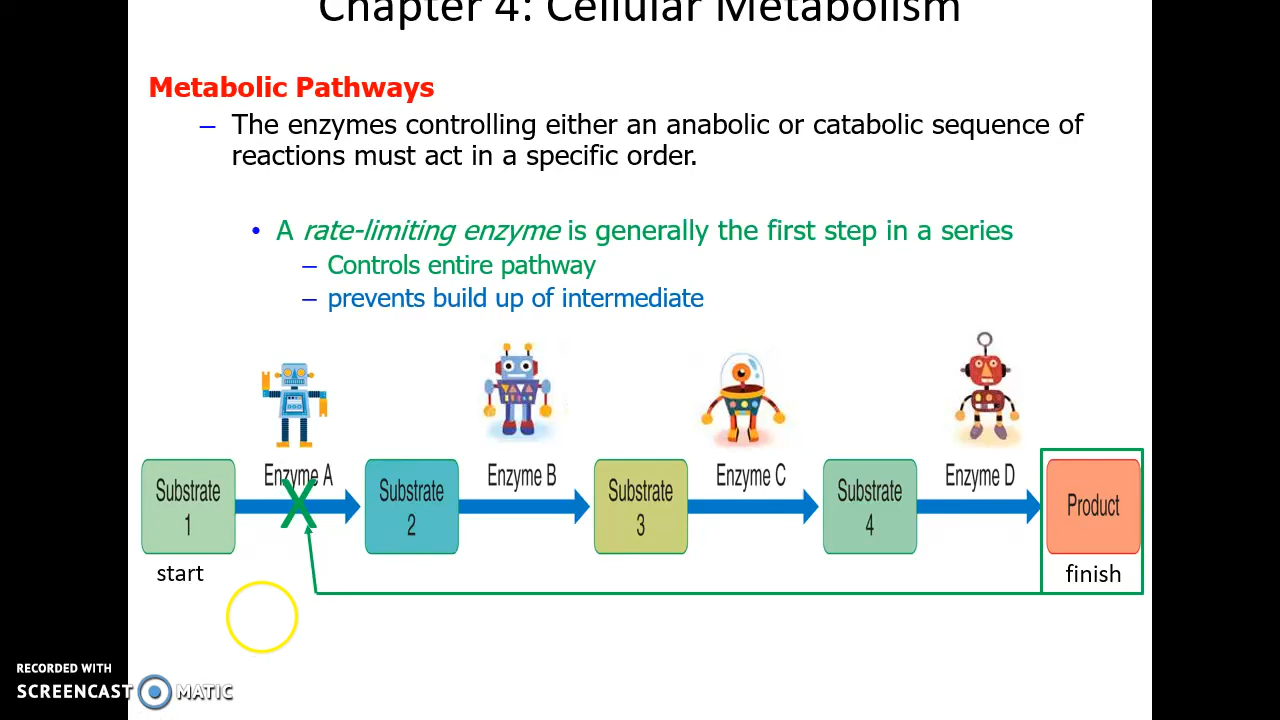 Chapter 4: Cellular Metabolism
Metabolic Pathways
– The enzymes controlling either an anabolic or catabolic sequence of
reactions must act in a specific order.
• A rate-limiting enzyme is generally the first step in a series
– Controls entire pathway
– prevents build up of intermediate
Enzyme A
Enzyme B
Enzyme C
Enzyme D
Substrate
1
Substrate
2
Substrate
3
Substrate
4
Product
X
start
finish
RECORDED WITH
SCREENCAST MATIC